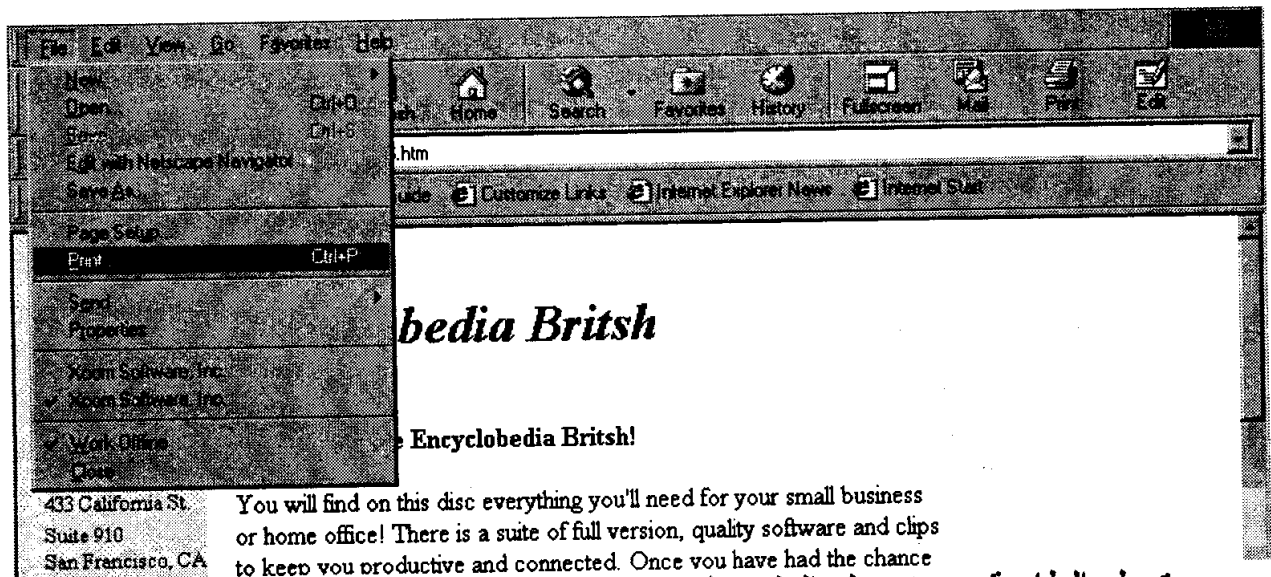 File Edit View Go Favorites Help
New
Open... Ctrl+O
Save Ctrl+S
Edit with Netscape Navigator
Save As...
Page Setup...
Print... Ctrl+P
Send
Properties
Xoom Software, Inc.
Xoom Software, Inc.
Work Offline
Close
esh Home Search Favorites History Fullscreen Mail Print Edit
.htm
uide Customize Links Internet Explorer News Internet Start
bedia Britsh
e Encyclobedia Britsh!
433 California St.
Suite 910
San Francisco, CA
You will find on this disc everything you'll need for your small business
or home office! There is a suite of full version, quality software and clips
to keep you productive and connected. Once you have had the chance